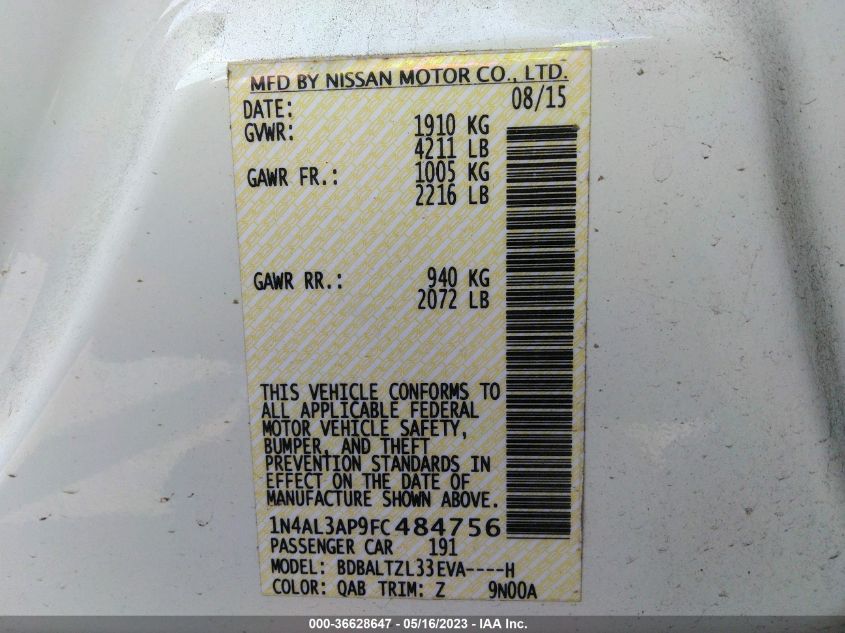 MFD BY NISSAN MOTOR CO., LTD.
DATE: 08/15
GVWR: 1910 KG
4211 LB
GAWR FR.: 1005 KG
2216 LB
GAWR RR.: 940 KG
2072 LB
THIS VEHICLE CONFORMS TO
ALL APPLICABLE FEDERAL
MOTOR VEHICLE SAFETY,
BUMPER, AND THEFT
PREVENTION STANDARDS IN
EFFECT ON THE DATE OF
MANUFACTURE SHOWN ABOVE.
1N4AL3AP9FC484756
PASSENGER CAR 191
MODEL: BDBALTZL33EVA----H
COLOR: QAB TRIM: Z 9N00A
000-36628647 - 05/16/2023 - IAA Inc.